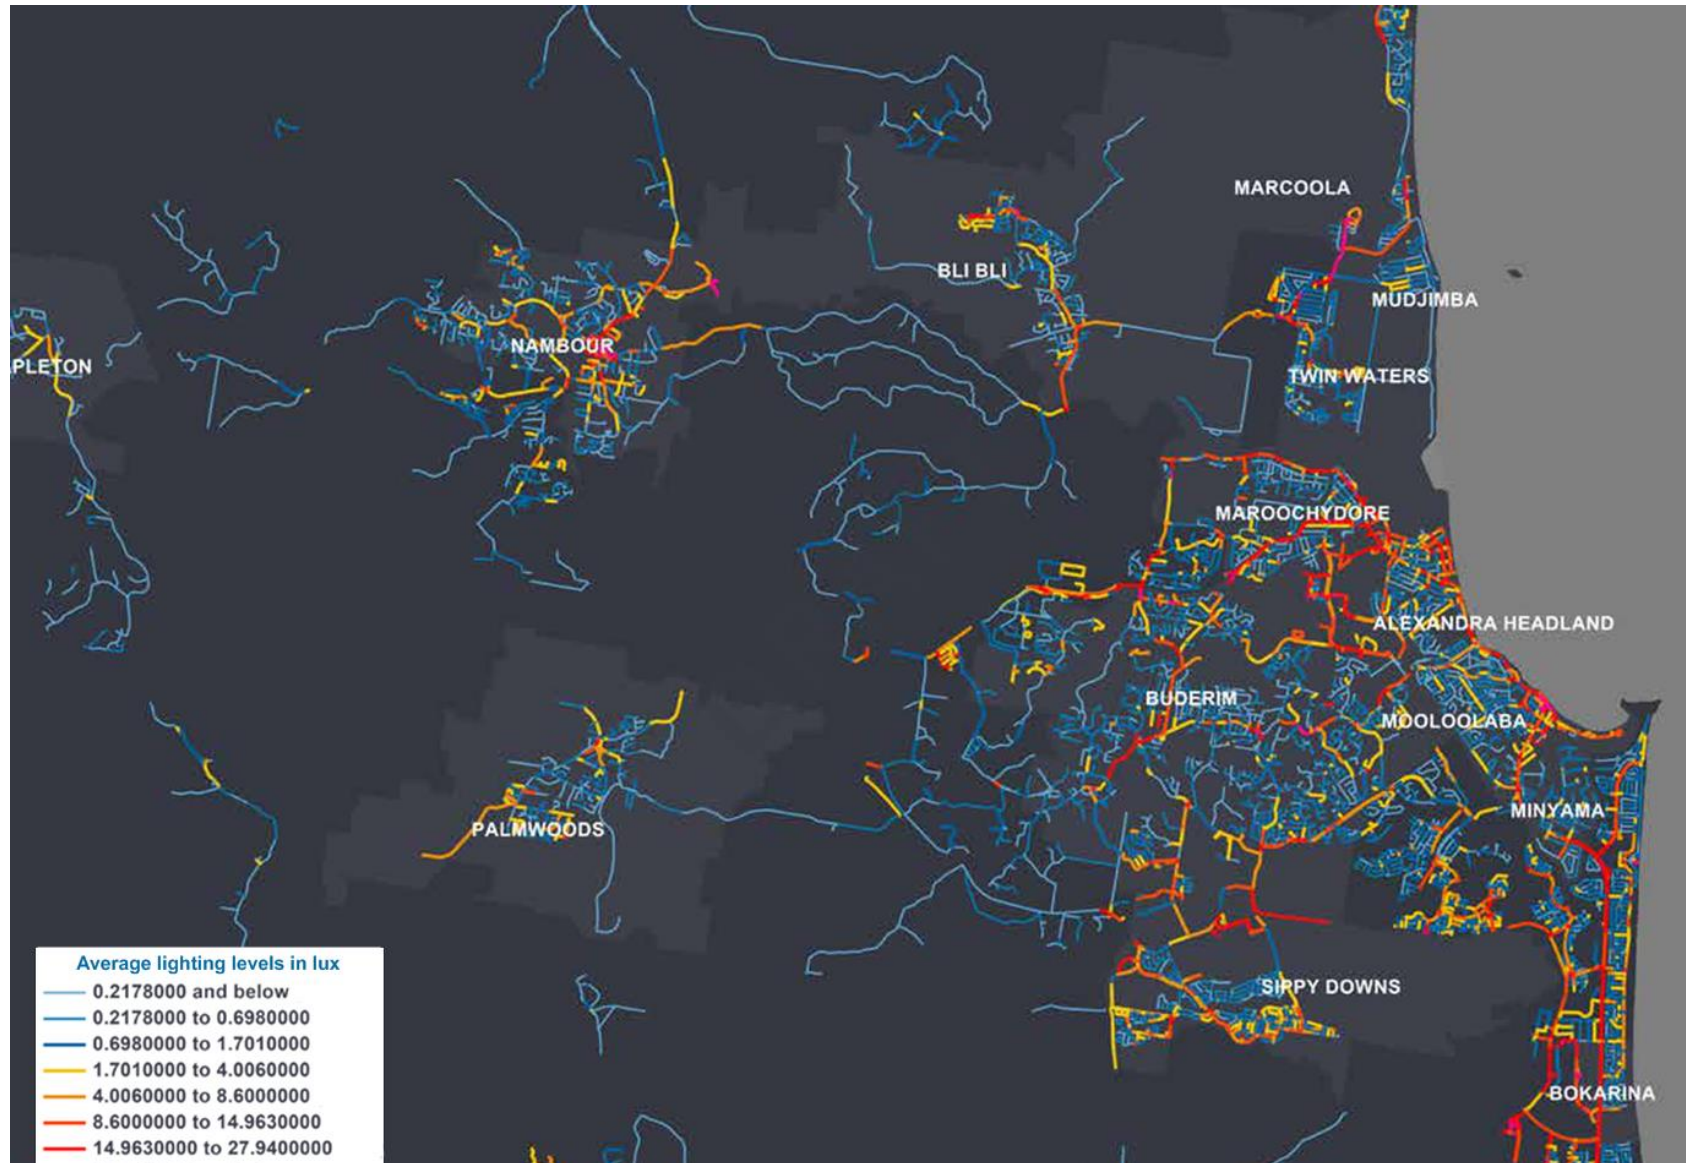 MARCOOLA
BLI BLI
MUDJIMBA
NAMBOUR
PLETON
TWIN WATERS
MAROOCHYDORE
ALEXANDRA HEADLAND
BUDERIM
MOOLOOLABA
MINYAMA
PALMWOODS
SIPPY DOWNS
BOKARINA
Average lighting levels in lux
0.2178000 and below
0.2178000 to 0.6980000
0.6980000 to 1.7010000
1.7010000 to 4.0060000
4.0060000 to 8.6000000
8.6000000 to 14.9630000
14.9630000 to 27.9400000